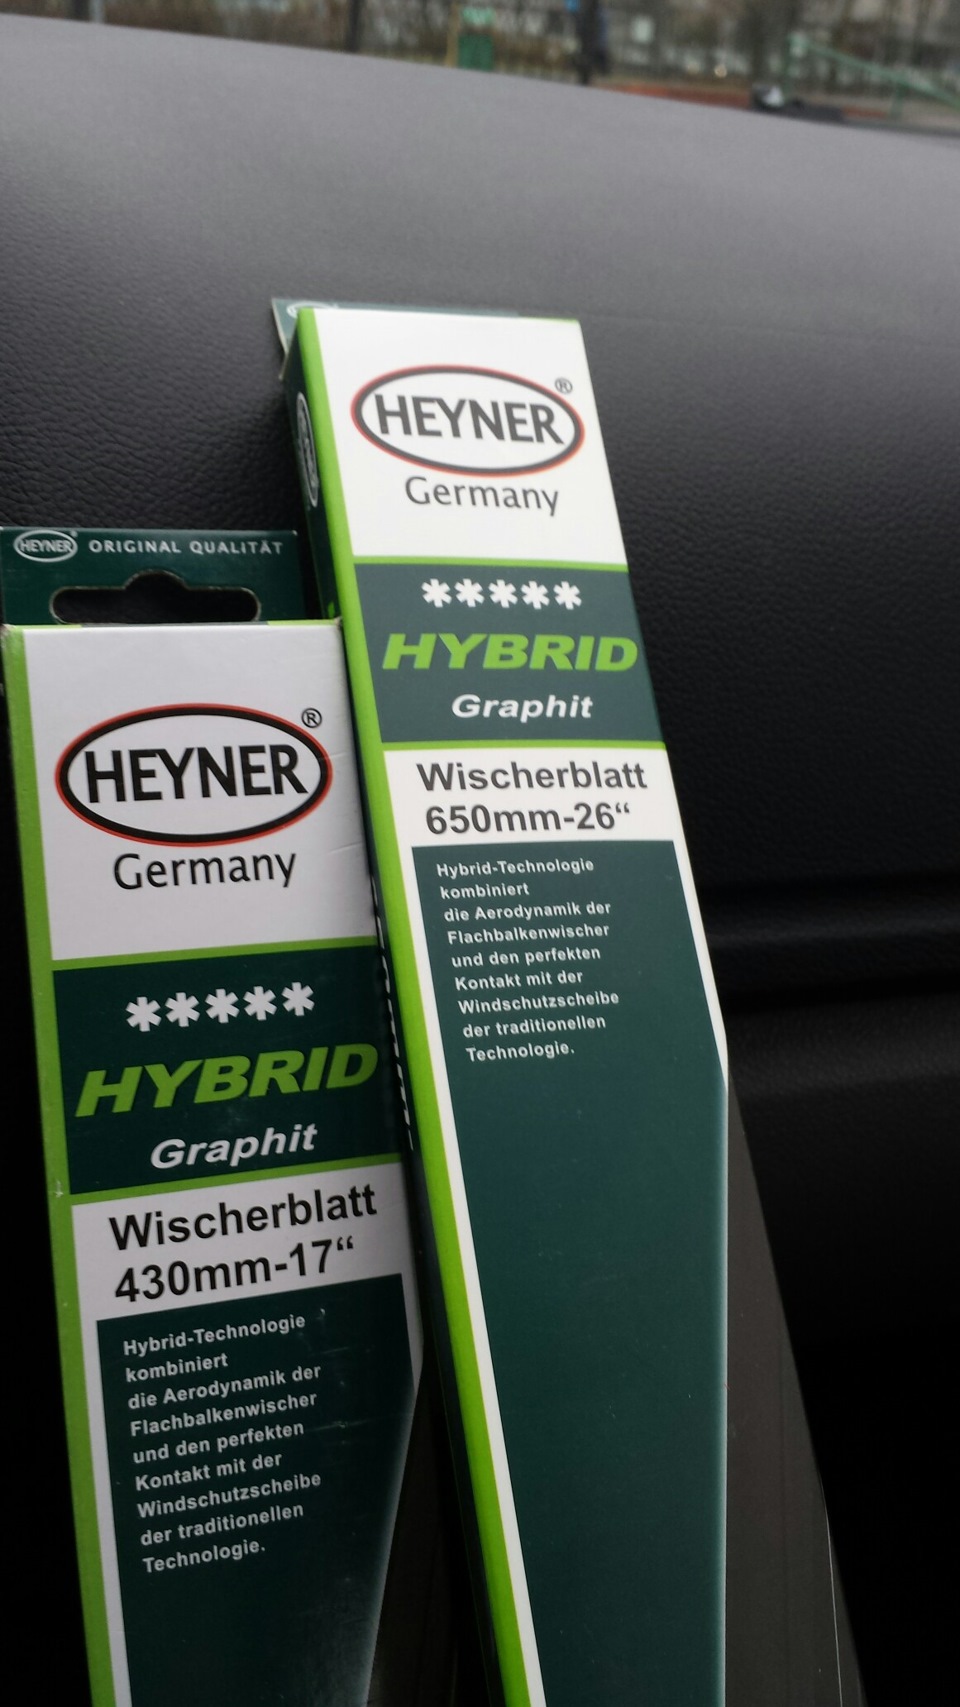 HEYNER®
Germany
*****
HYBRID
Graphit
Wischerblatt
650mm-26“
Hybrid-Technologie
kombiniert
die Aerodynamik der
Flachbalkenwischer
und den perfekten
Kontakt mit der
Windschutzscheibe
der traditionellen
Technologie.
HEYNER ORIGINAL QUALITÄT
HEYNER®
Germany
*****
HYBRID
Graphit
Wischerblatt
430mm-17“
Hybrid-Technologie
kombiniert
die Aerodynamik der
Flachbalkenwischer
und den perfekten
Kontakt mit der
Windschutzscheibe
der traditionellen
Technologie.